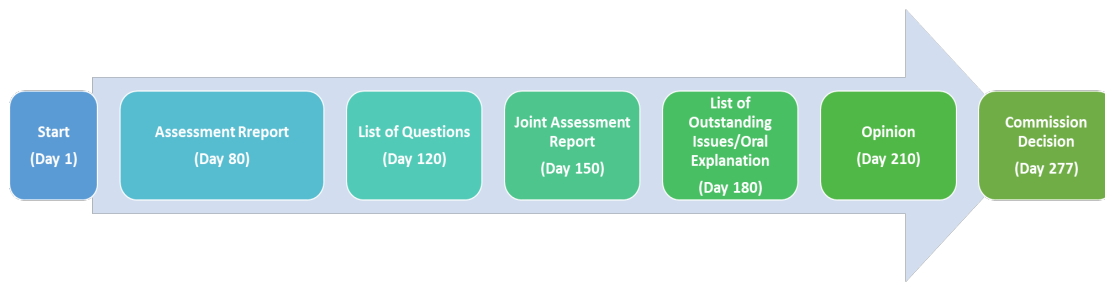 Start
(Day 1)
Assessment Rreport
(Day 80)
List of Questions
(Day 120)
Joint Assessment
Report
(Day 150)
List of
Outstanding
Issues/Oral
Explanation
(Day 180)
Opinion
(Day 210)
Commission
Decision
(Day 277)